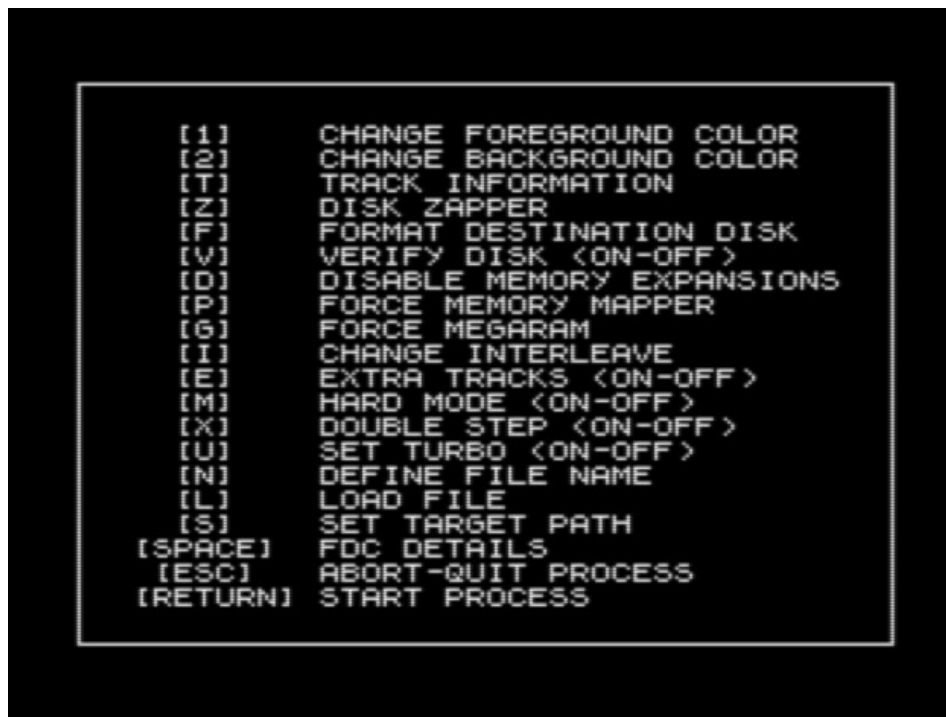 [1] CHANGE FOREGROUND COLOR
[2] CHANGE BACKGROUND COLOR
[T] TRACK INFORMATION
[Z] DISK ZAPPER
[F] FORMAT DESTINATION DISK
[V] VERIFY DISK <ON-OFF>
[D] DISABLE MEMORY EXPANSIONS
[P] FORCE MEMORY MAPPER
[G] FORCE MEGARAM
[I] CHANGE INTERLEAVE
[E] EXTRA TRACKS <ON-OFF>
[M] HARD MODE <ON-OFF>
[X] DOUBLE STEP <ON-OFF>
[U] SET TURBO <ON-OFF>
[N] DEFINE FILE NAME
[L] LOAD FILE
[S] SET TARGET PATH
[SPACE] FDC DETAILS
[ESC] ABORT-QUIT PROCESS
[RETURN] START PROCESS